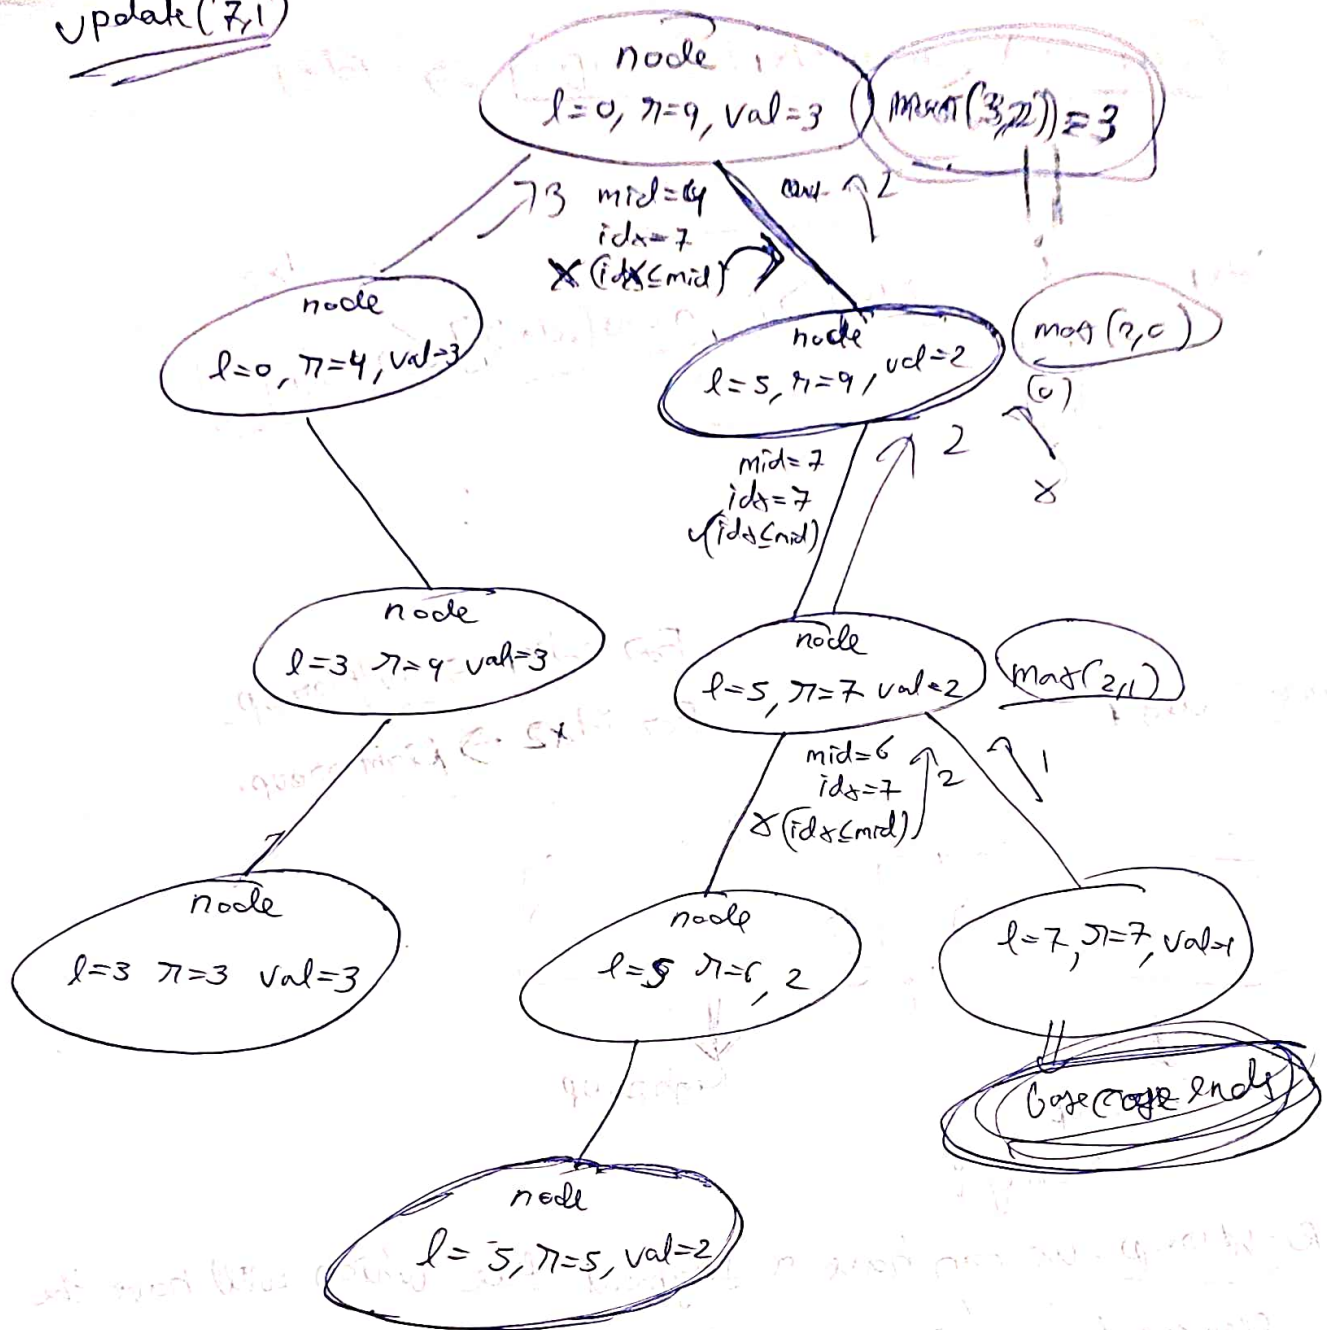 update(7,1)
node
l=0, r=9, val=3
max(3,2) = 3
3
mid=4
idx=7
X (idx≤mid)
2
node
l=0, r=4, val=3
node
l=5, r=9, val=2
max(2,0)
(0)
mid=7
idx=7
✓(idx≤mid)
2
x
node
l=3 r=9 val=3
node
l=5, r=7 val=2
max(2,1)
mid=6
idx=7
X (idx≤mid)
2
1
node
l=3 r=3 val=3
node
l=5 r=6, 2
l=7, r=7, val=1
Base case ends
node
l=5, r=5, val=2